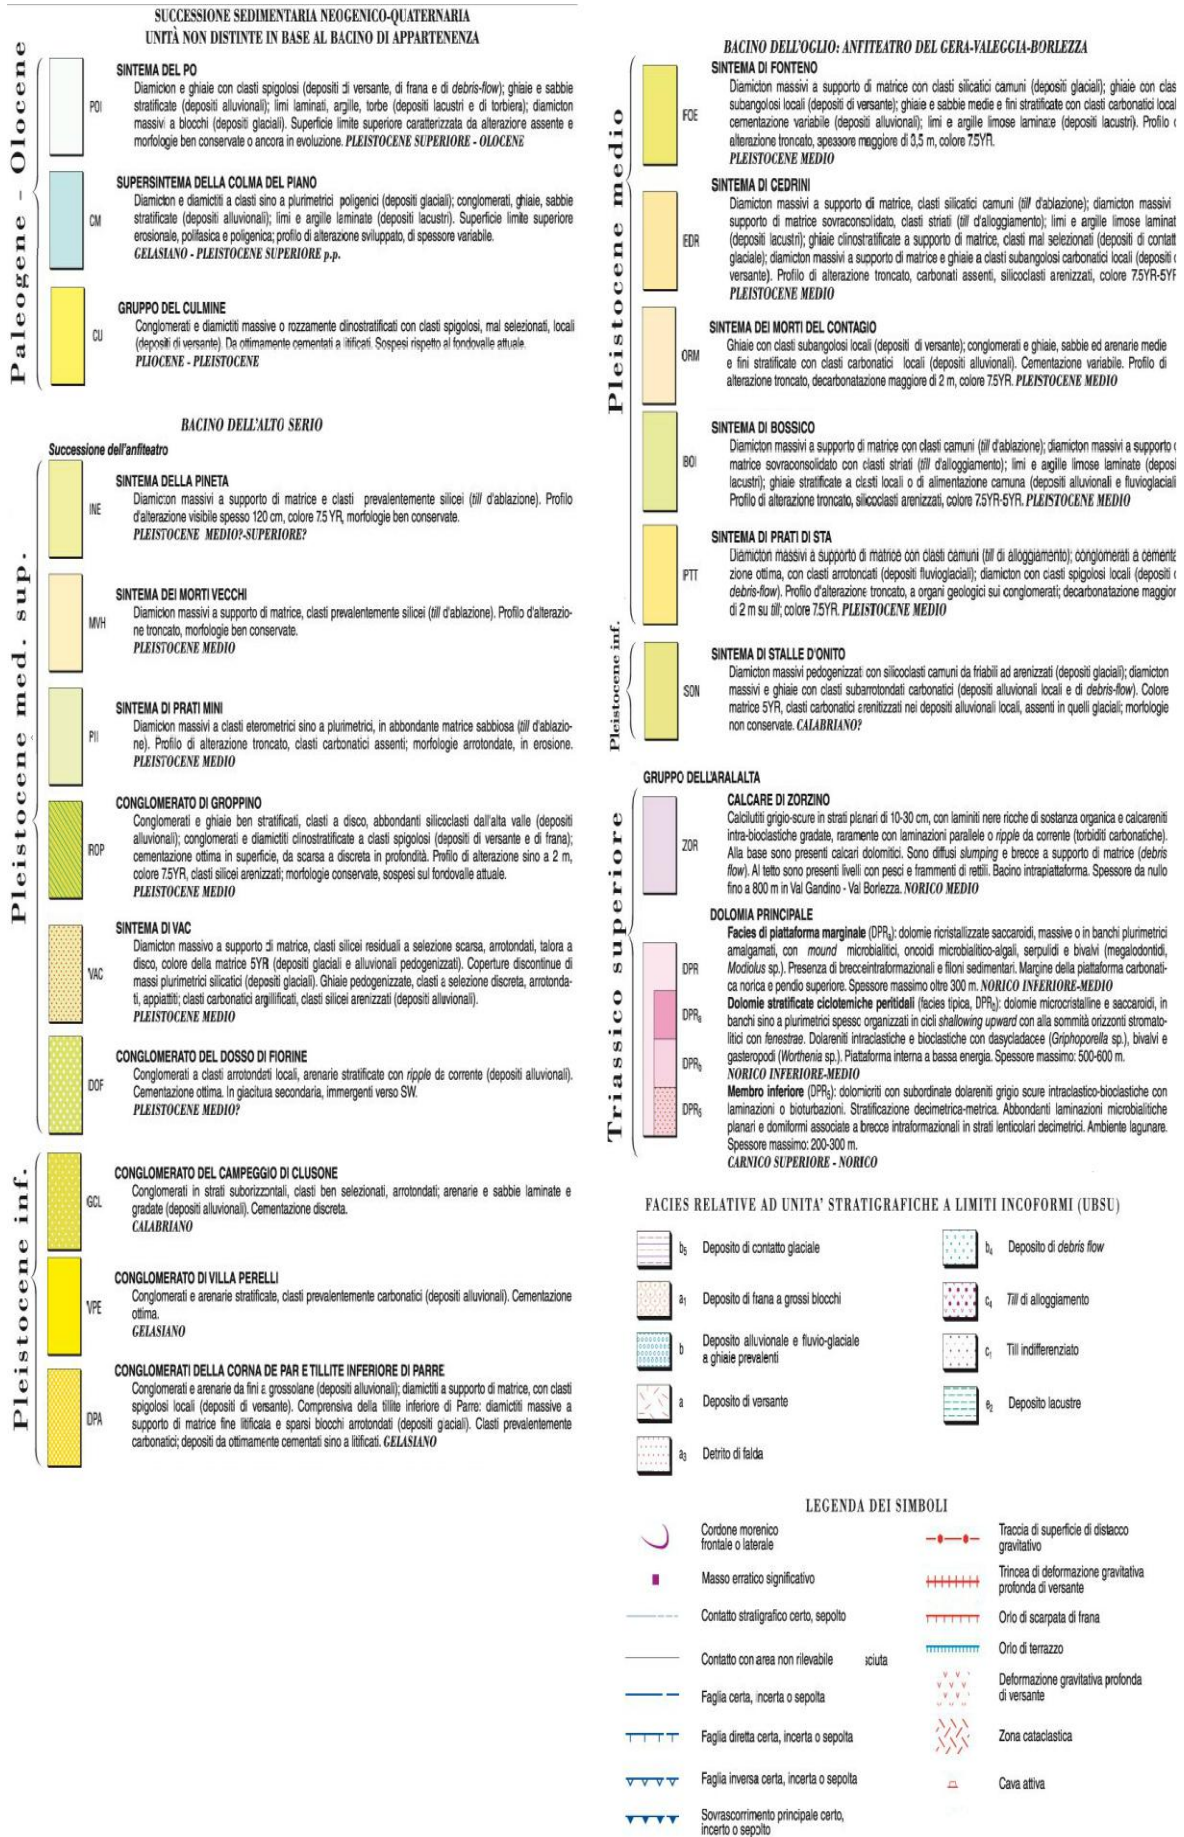 SUCCESSIONE SEDIMENTARIA NEOGENICO-QUATERNARIA
UNITÀ NON DISTINTE IN BASE AL BACINO DI APPARTENENZA
Paleogene - Olocene
POI
SINTEMA DEL PO
Diamicton e ghiaie con clasti spigolosi (depositi di versante, di frana e di debris-flow); ghiaie e sabbie
stratificate (depositi alluvionali); limi laminati, argille, torbe (depositi lacustri e di torbiera); diamicton
massivi a blocchi (depositi glaciali). Superficie limite superiore caratterizzata da alterazione assente e
morfologie ben conservate o ancora in evoluzione. PLEISTOCENE SUPERIORE - OLOCENE
CM
SUPERSINTEMA DELLA COLMA DEL PIANO
Diamicton e diamictiti a clasti sino a plurimetrici poligenici (depositi glaciali); conglomerati, ghiaie, sabbie
stratificate (depositi alluvionali); limi e argille laminate (depositi lacustri). Superficie limite superiore
erosionale, polifasica e poligenica; profilo di alterazione sviluppato, di spessore variabile.
GELASIANO - PLEISTOCENE SUPERIORE p.p.
CU
GRUPPO DEL CULMINE
Conglomerati e diamictiti massive o rozzamente clinostratificati con clasti spigolosi, mal selezionati, locali
(depositi di versante). Da ottimamente cementati a litificati. Sospesi rispetto al fondovalle attuale.
PLIOCENE - PLEISTOCENE
BACINO DELL'ALTO SERIO
Successione dell'anfiteatro
Pleistocene med. sup.
INE
SINTEMA DELLA PINETA
Diamicton massivi a supporto di matrice e clasti prevalentemente silicei (till d'ablazione). Profilo
d'alterazione visibile spesso 120 cm, colore 7.5 YR, morfologie ben conservate.
PLEISTOCENE MEDIO?-SUPERIORE?
MVH
SINTEMA DEI MORTI VECCHI
Diamicton massivi a supporto di matrice, clasti prevalentemente silicei (till d'ablazione). Profilo d'alterazio-
ne troncato, morfologie ben conservate.
PLEISTOCENE MEDIO
PII
SINTEMA DI PRATI MINI
Diamicton massivi a clasti eterometrici sino a plurimetrici, in abbondante matrice sabbiosa (till d'ablazio-
ne). Profilo di alterazione troncato, clasti carbonatici assenti; morfologie arrotondate, in erosione.
PLEISTOCENE MEDIO
ROP
CONGLOMERATO DI GROPPINO
Conglomerati e ghiaie ben stratificati, clasti a disco, abbondanti silicoclasti dall'alta valle (depositi
alluvionali); conglomerati e diamictiti clinostratificate a clasti spigolosi (depositi di versante e di frana);
cementazione ottima in superficie, da scarsa a discreta in profondità. Profilo di alterazione sino a 2 m,
colore 7.5YR, clasti silicei arenizzati; morfologie conservate, sospesi sul fondovalle attuale.
PLEISTOCENE MEDIO
VAC
SINTEMA DI VAC
Diamicton massivo a supporto di matrice, clasti silicei residuali a selezione scarsa, arrotondati, talora a
disco, colore della matrice 5YR (depositi glaciali e alluvionali pedogenizzati). Coperture discontinue di
massi plurimetrici silicatici (depositi glaciali). Ghiaie pedogenizzate, clasti a selezione discreta, arrotonda-
ti, appiattiti; clasti carbonatici argillificati, clasti silicei arenizzati (depositi alluvionali).
PLEISTOCENE MEDIO
DOF
CONGLOMERATO DEL DOSSO DI FIORINE
Conglomerati a clasti arrotondati locali, arenarie stratificate con ripple da corrente (depositi alluvionali).
Cementazione ottima. In giacitura secondaria, immergenti verso SW.
PLEISTOCENE MEDIO?
Pleistocene inf.
GCL
CONGLOMERATO DEL CAMPEGGIO DI CLUSONE
Conglomerati in strati suborizzontali, clasti ben selezionati, arrotondati; arenarie e sabbie laminate e
gradate (depositi alluvionali). Cementazione discreta.
CALABRIANO
VPE
CONGLOMERATO DI VILLA PERELLI
Conglomerati e arenarie stratificate, clasti prevalentemente carbonatici (depositi alluvionali). Cementazione
ottima.
GELASIANO
DPA
CONGLOMERATI DELLA CORNA DE PAR E TILLITE INFERIORE DI PARRE
Conglomerati e arenarie da fini a grossolane (depositi alluvionali); diamictiti a supporto di matrice, con clasti
spigolosi locali (depositi di versante). Comprensiva della tillite inferiore di Parre: diamictiti massive a
supporto di matrice fine litificata e sparsi blocchi arrotondati (depositi glaciali). Clasti prevalentemente
carbonatici; depositi da ottimamente cementati sino a litificati. GELASIANO
BACINO DELL'OGLIO: ANFITEATRO DEL GERA-VALEGGIA-BORLEZZA
Pleistocene medio
FOE
SINTEMA DI FONTENO
Diamicton massivi a supporto di matrice con clasti silicatici camuni (depositi glaciali); ghiaie con clas
subangolosi locali (depositi di versante); ghiaie e sabbie medie e fini stratificate con clasti carbonatici local
cementazione variabile (depositi alluvionali); limi e argille limose laminate (depositi lacustri). Profilo
alterazione troncato, spessore maggiore di 3,5 m, colore 7.5YR.
PLEISTOCENE MEDIO
EDR
SINTEMA DI CEDRINI
Diamicton massivi a supporto di matrice, clasti silicatici camuni (till d'ablazione); diamicton massivi
supporto di matrice sovraconsolidato, clasti striati (till d'alloggiamento); limi e argille limose laminat
(depositi lacustri); ghiaie clinostratificate a supporto di matrice, clasti mal selezionati (depositi di contatt
glaciale); diamicton massivi a supporto di matrice e ghiaie a clasti subangolosi carbonatici locali (depositi
versante). Profilo di alterazione troncato, carbonati assenti, silicoclasti arenizzati, colore 7.5YR-5YR
PLEISTOCENE MEDIO
ORM
SINTEMA DEI MORTI DEL CONTAGIO
Ghiaie con clasti subangolosi locali (depositi di versante); conglomerati e ghiaie, sabbie ed arenarie medie
e fini stratificate con clasti carbonatici locali (depositi alluvionali). Cementazione variabile. Profilo di
alterazione troncato, decarbonatazione maggiore di 2 m, colore 7.5YR. PLEISTOCENE MEDIO
BOI
SINTEMA DI BOSSICO
Diamicton massivi a supporto di matrice con clasti camuni (till d'ablazione); diamicton massivi a supporto
matrice sovraconsolidato con clasti striati (till d'alloggiamento); limi e argille limose laminate (deposi
lacustri); ghiaie stratificate a clasti locali o di alimentazione camuna (depositi alluvionali e fluvioglaciali
Profilo di alterazione troncato, silicoclasti arenizzati, colore 7.5YR-5YR. PLEISTOCENE MEDIO
PTT
SINTEMA DI PRATI DI STA
Diamicton massivi a supporto di matrice con clasti camuni (till di alloggiamento); conglomerati a cementa
zione ottima, con clasti arrotondati (depositi fluvioglaciali); diamicton con clasti spigolosi locali (depositi
debris-flow). Profilo d'alterazione troncato, a organi geologici sui conglomerati; decarbonatazione maggior
di 2 m su till; colore 7.5YR. PLEISTOCENE MEDIO
Pleistocene inf.
SON
SINTEMA DI STALLE D'ONITO
Diamicton massivi pedogenizzati con silicoclasti camuni da friabili ad arenizzati (depositi glaciali); diamicton
massivi e ghiaie con clasti subarrotondati carbonatici (depositi alluvionali locali e di debris-flow). Colore
matrice 5YR, clasti carbonatici arenitizzati nei depositi alluvionali locali, assenti in quelli glaciali; morfologie
non conservate. CALABRIANO?
GRUPPO DELL'ARALALTA
Triassico superiore
ZOR
CALCARE DI ZORZINO
Calcilutiti grigio-scure in strati planari di 10-30 cm, con laminiti nere ricche di sostanza organica e calcareniti
intra-bioclastiche gradate, raramente con laminazioni parallele o ripple da corrente (torbiditi carbonatiche).
Alla base sono presenti calcari dolomitici. Sono diffusi slumping e brecce a supporto di matrice (debris
flow). Al tetto sono presenti livelli con pesci e frammenti di rettili. Bacino intrapiattaforma. Spessore da nullo
fino a 800 m in Val Gandino - Val Borlezza. NORICO MEDIO
DOLOMIA PRINCIPALE
DPR
Facies di piattaforma marginale (DPRa): dolomie ricristallizzate saccaroidi, massive o in banchi plurimetrici
amalgamati, con mound microbialitici, oncoidi microbialitico-algali, serpulidi e bivalvi (megalodontidi,
Modiolus sp.). Presenza di brecceintraformazionali e filoni sedimentari. Margine della piattaforma carbonati-
ca norica e pendio superiore. Spessore massimo oltre 300 m. NORICO INFERIORE-MEDIO
DPRa
Dolomie stratificate ciclotemiche peritidali (facies tipica, DPRb): dolomie microcristalline e saccaroidi, in
banchi sino a plurimetrici spesso organizzati in cicli shallowing upward con alla sommità orizzonti stromato-
litici con fenestrae. Dolareniti intraclastiche e bioclastiche con dasycladacee (Griphoporella sp.), bivalvi e
gasteropodi (Worthenia sp.). Piattaforma interna a bassa energia. Spessore massimo: 500-600 m.
DPRb
NORICO INFERIORE-MEDIO
DPR5
Membro inferiore (DPR5): dolomicriti con subordinate dolareniti grigio scure intraclastico-bioclastiche con
laminazioni o bioturbazioni. Stratificazione decimetrica-metrica. Abbondanti laminazioni microbialitiche
planari e domiformi associate a brecce intraformazionali in strati lenticolari decimetrici. Ambiente lagunare.
Spessore massimo: 200-300 m.
CARNICO SUPERIORE - NORICO
FACIES RELATIVE AD UNITA' STRATIGRAFICHE A LIMITI INCOFORMI (UBSU)
b5 Deposito di contatto glaciale
a1 Deposito di frana a grossi blocchi
b Deposito alluvionale e fluvio-glaciale
a ghiaie prevalenti
a Deposito di versante
a3 Detrito di falda
b4 Deposito di debris flow
c4 Till di alloggiamento
c1 Till indifferenziato
e2 Deposito lacustre
LEGENDA DEI SIMBOLI
Cordone morenico
frontale o laterale
Masso erratico significativo
Contatto stratigrafico certo, sepolto
Contatto con area non rilevabile sciuta
Faglia certa, incerta o sepolta
Faglia diretta certa, incerta o sepolta
Faglia inversa certa, incerta o sepolta
Sovrascorrimento principale certo,
incerto o sepolto
Traccia di superficie di distacco
gravitativo
Trincea di deformazione gravitativa
profonda di versante
Orlo di scarpata di frana
Orlo di terrazzo
Deformazione gravitativa profonda
di versante
Zona cataclastica
Cava attiva